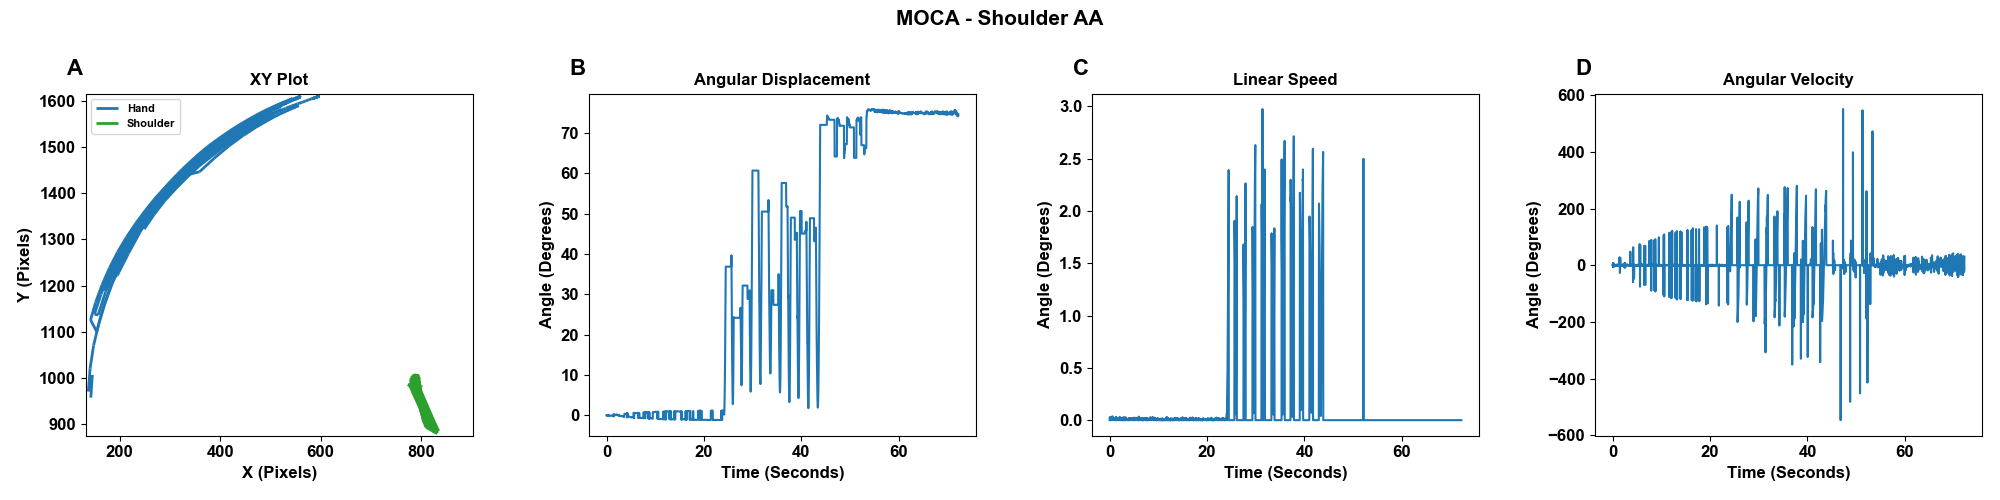 MOCA - Shoulder AA
A
XY Plot
Hand
Shoulder
1600
1500
1400
1300
1200
1100
1000
900
Y (Pixels)
200
400
600
800
X (Pixels)
B
Angular Displacement
70
60
50
40
30
20
10
0
Angle (Degrees)
0
20
40
60
Time (Seconds)
C
Linear Speed
3.0
2.5
2.0
1.5
1.0
0.5
0.0
Angle (Degrees)
0
20
40
60
Time (Seconds)
D
Angular Velocity
600
400
200
0
−200
−400
−600
Angle (Degrees)
0
20
40
60
Time (Seconds)